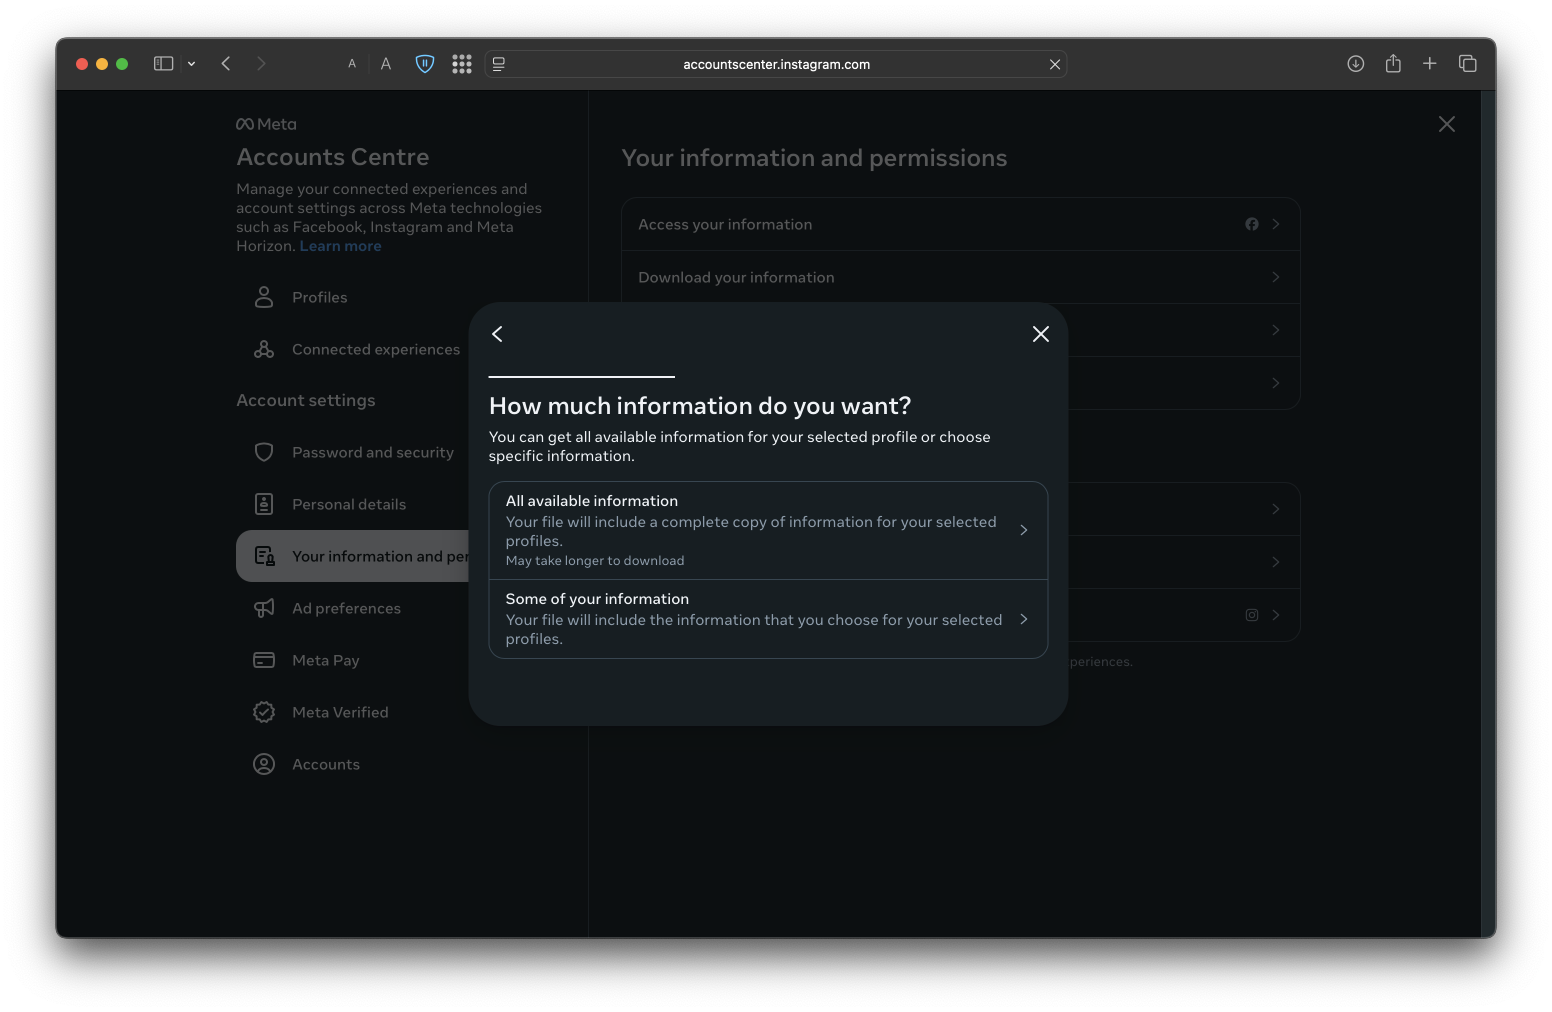 A A
accountscenter.instagram.com
Meta
Accounts Centre
Manage your connected experiences and
account settings across Meta technologies
such as Facebook, Instagram and Meta
Horizon. Learn more
Profiles
Connected experiences
Account settings
Password and security
Personal details
Your information and per
Ad preferences
Meta Pay
Meta Verified
Accounts
Your information and permissions
Access your information
Download your information
periences.
How much information do you want?
You can get all available information for your selected profile or choose
specific information.
All available information
Your file will include a complete copy of information for your selected
profiles.
May take longer to download
Some of your information
Your file will include the information that you choose for your selected
profiles.